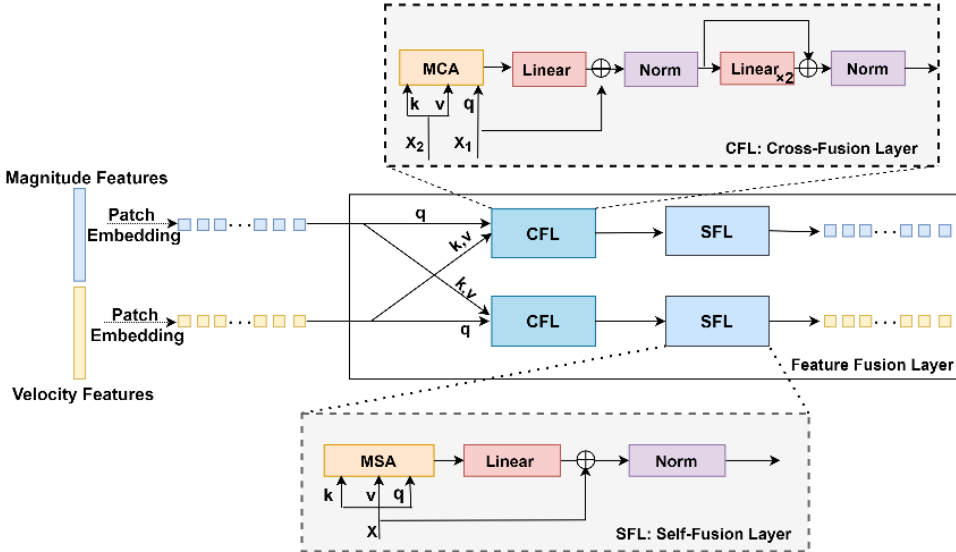 MCA
Linear
Norm
Linear ×2
Norm
k
v
q
X2
X1
CFL: Cross-Fusion Layer
Magnitude Features
Patch
Embedding
q
k,v
CFL
SFL
Patch
Embedding
k,v
q
CFL
SFL
Feature Fusion Layer
Velocity Features
MSA
Linear
Norm
k
v
q
X
SFL: Self-Fusion Layer